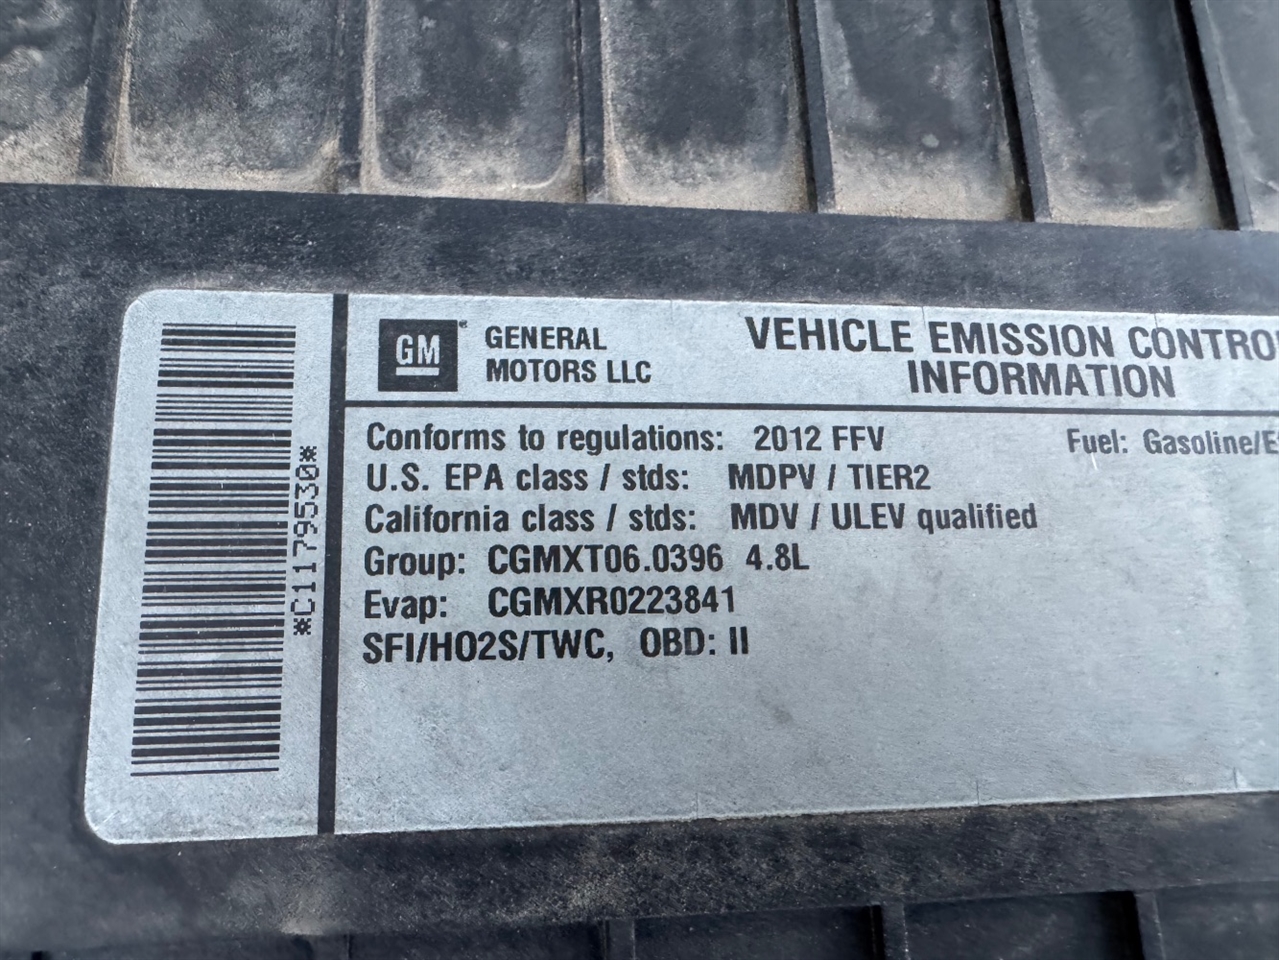 *C1179530*
GM
GENERAL
MOTORS LLC
VEHICLE EMISSION CONTRO
INFORMATION
Conforms to regulations: 2012 FFV Fuel: Gasoline/E
U.S. EPA class / stds: MDPV / TIER2
California class / stds: MDV / ULEV qualified
Group: CGMXT06.0396 4.8L
Evap: CGMXR0223841
SFI/HO2S/TWC, OBD: II